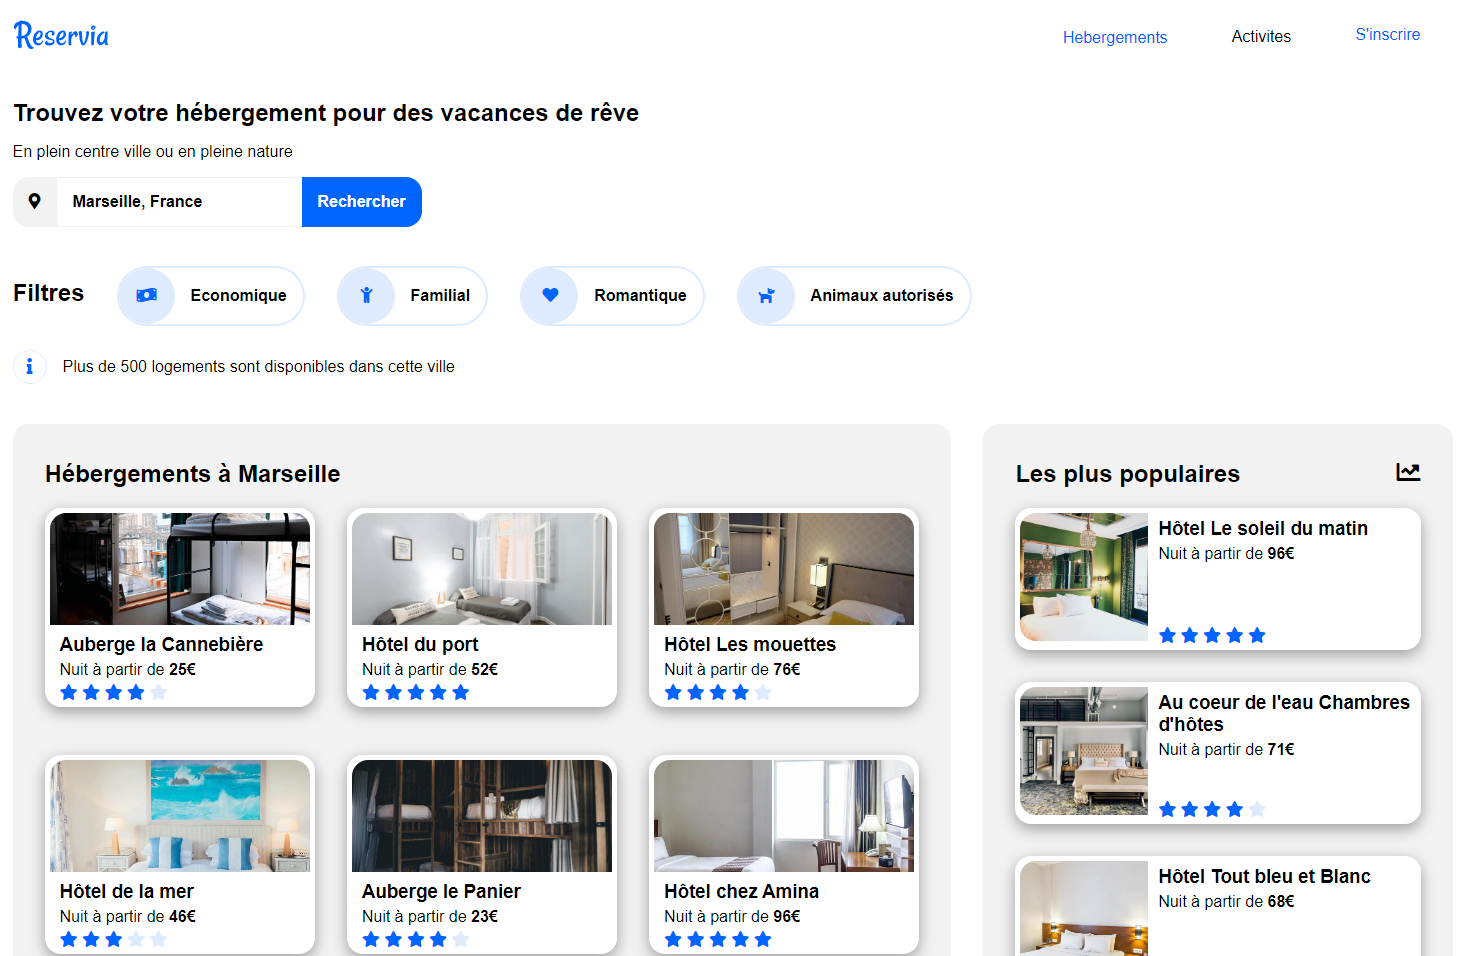 Reservia
Hebergements
Activites
S'inscrire
Trouvez votre hébergement pour des vacances de rêve
En plein centre ville ou en pleine nature
Marseille, France
Rechercher
Filtres
Economique
Familial
Romantique
Animaux autorisés
Plus de 500 logements sont disponibles dans cette ville
Hébergements à Marseille
Auberge la Cannebière
Nuit à partir de 25€
Hôtel du port
Nuit à partir de 52€
Hôtel Les mouettes
Nuit à partir de 76€
Hôtel de la mer
Nuit à partir de 46€
Auberge le Panier
Nuit à partir de 23€
Hôtel chez Amina
Nuit à partir de 96€
Les plus populaires
Hôtel Le soleil du matin
Nuit à partir de 96€
Au coeur de l'eau Chambres
d'hôtes
Nuit à partir de 71€
Hôtel Tout bleu et Blanc
Nuit à partir de 68€